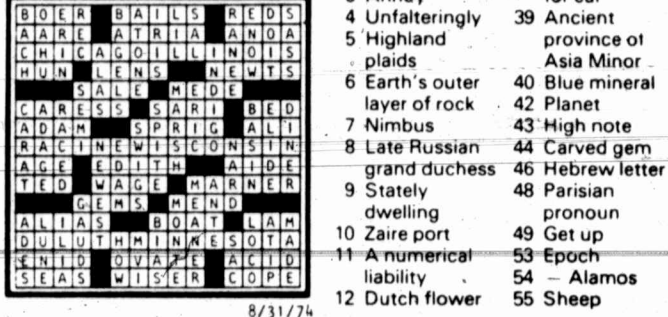 BOER BAILS REDS
AARE ATRIA ANOA
CHICAGOILLINOIS
HUN LENS NEWTS
SALE MEDE
CARESS SARI BED
ADAM SPRIG ALI
RACINEWISCONSIN
AGE EDITH AIDE
TED WAGE MARNER
GEMS MEND
ALIAS BOAT LAM
DULUTHMINNESOTA
ENID OVATE ACID
SEAS WISER COPE
8/31/74
4 Unfalteringly
5 Highland
plaids
6 Earth's outer
layer of rock
7 Nimbus
8 Late Russian
grand duchess
9 Stately
dwelling
10 Zaire port
11 A numerical
liability
12 Dutch flower
39 Ancient
province of
Asia Minor
40 Blue mineral
42 Planet
43 High note
44 Carved gem
46 Hebrew letter
48 Parisian
pronoun
49 Get up
53 Epoch
54 – Alamos
55 Sheep